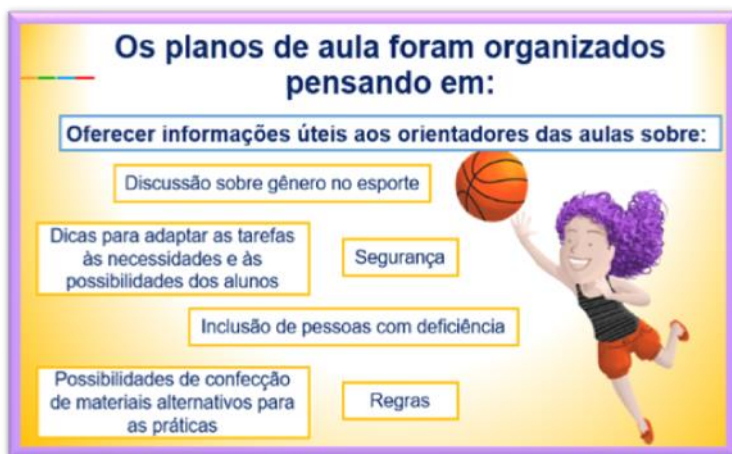 Os planos de aula foram organizados
pensando em:
Oferecer informações úteis aos orientadores das aulas sobre:
Discussão sobre gênero no esporte
Dicas para adaptar as tarefas
às necessidades e às
possibilidades dos alunos
Segurança
Inclusão de pessoas com deficiência
Possibilidades de confecção
de materiais alternativos para
as práticas
Regras